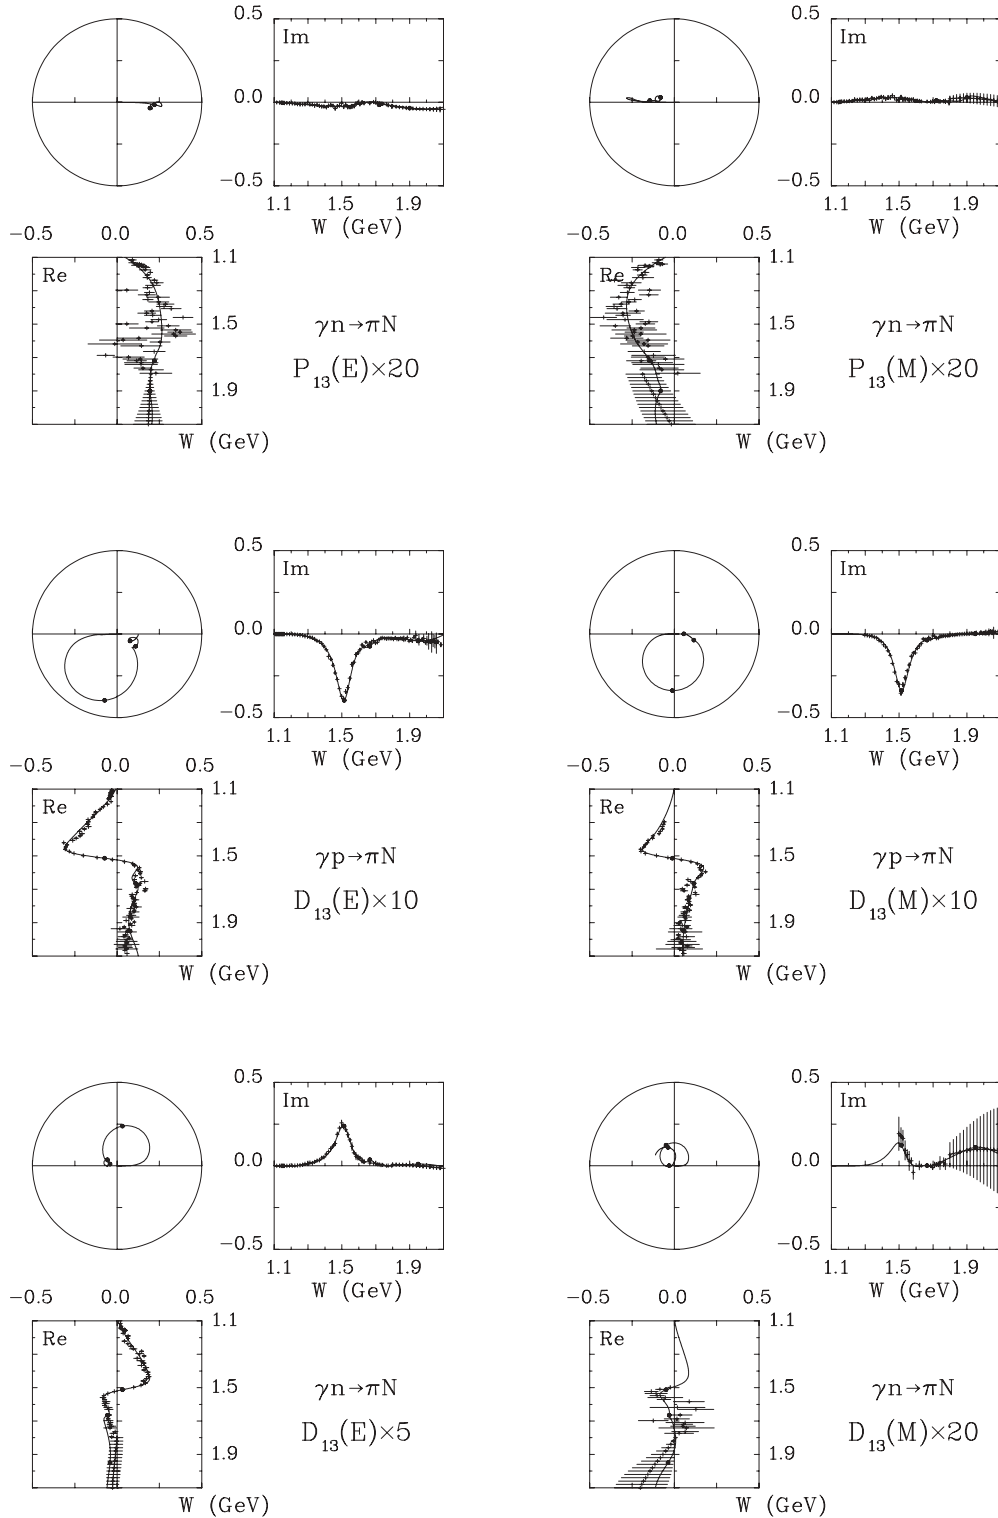 0.5
Im
0.0
−0.5
1.1 1.5 1.9
W (GeV)
−0.5 0.0 0.5
Re
1.1
1.5
1.9
W (GeV)
γn→πN
P13(E)×20
0.5
Im
0.0
−0.5
1.1 1.5 1.9
W (GeV)
−0.5 0.0 0.5
Re
1.1
1.5
1.9
W (GeV)
γn→πN
P13(M)×20
0.5
Im
0.0
−0.5
1.1 1.5 1.9
W (GeV)
−0.5 0.0 0.5
Re
1.1
1.5
1.9
W (GeV)
γp→πN
D13(E)×10
0.5
Im
0.0
−0.5
1.1 1.5 1.9
W (GeV)
−0.5 0.0 0.5
Re
1.1
1.5
1.9
W (GeV)
γp→πN
D13(M)×10
0.5
Im
0.0
−0.5
1.1 1.5 1.9
W (GeV)
−0.5 0.0 0.5
Re
1.1
1.5
1.9
W (GeV)
γn→πN
D13(E)×5
0.5
Im
0.0
−0.5
1.1 1.5 1.9
W (GeV)
−0.5 0.0 0.5
Re
1.1
1.5
1.9
W (GeV)
γn→πN
D13(M)×20